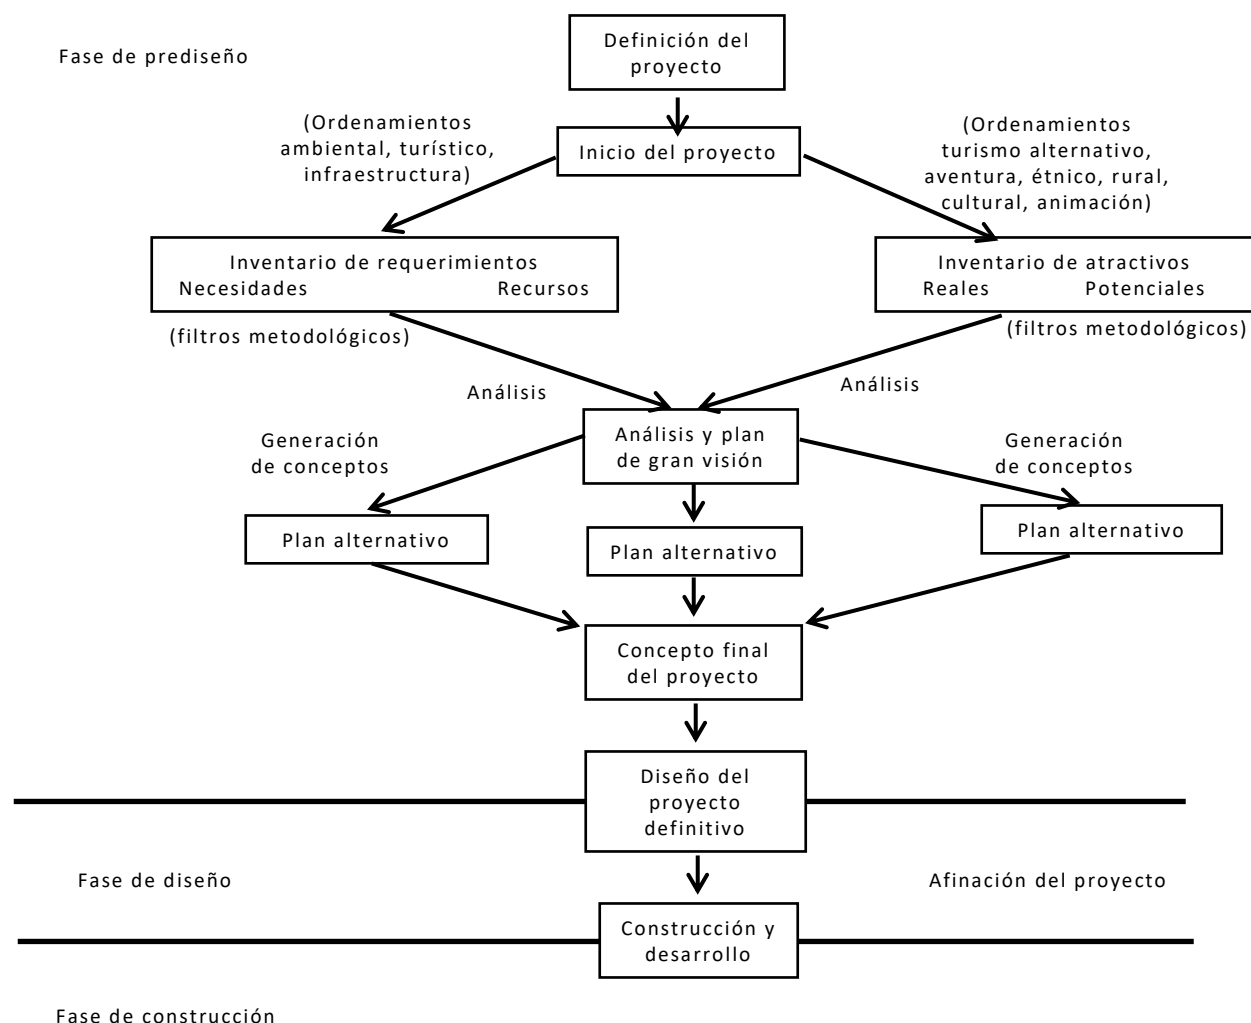 Fase de prediseño
Definición del
proyecto
(Ordenamientos
ambiental, turístico,
infraestructura)
Inicio del proyecto
(Ordenamientos
turismo alternativo,
aventura, étnico, rural,
cultural, animación)
Inventario de requerimientos
Necesidades Recursos
Inventario de atractivos
Reales Potenciales
(filtros metodológicos)
(filtros metodológicos)
Análisis
Análisis
Generación
de conceptos
Análisis y plan
de gran visión
Generación
de conceptos
Plan alternativo
Plan alternativo
Plan alternativo
Concepto final
del proyecto
Diseño del
proyecto
definitivo
Fase de diseño
Afinación del proyecto
Construcción y
desarrollo
Fase de construcción